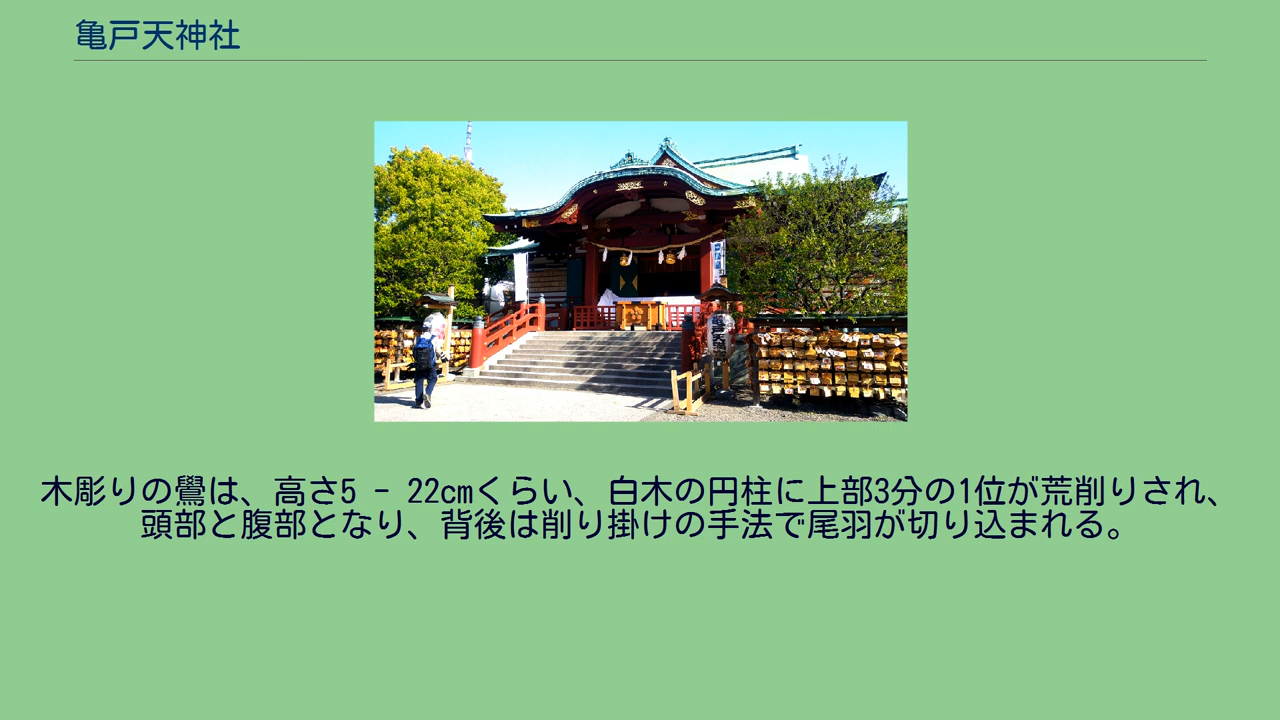 亀戸天神社
木彫りの鷽は、高さ5 - 22cmくらい、白木の円柱に上部3分の1位が荒削りされ、
頭部と腹部となり、背後は削り掛けの手法で尾羽が切り込まれる。